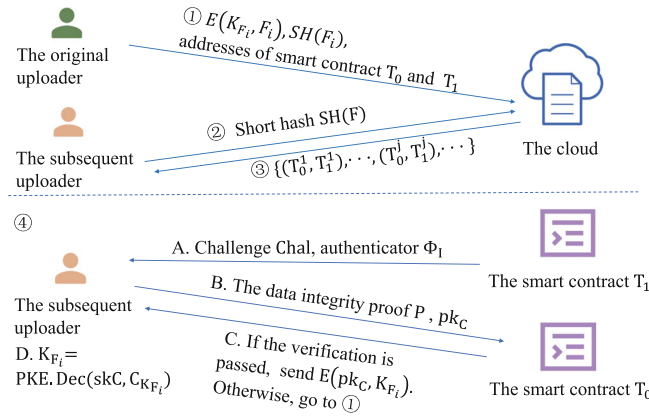 ① E(K_{F_i}, F_i), SH(F_i),
addresses of smart contract T_0 and T_1
The original
uploader
② Short hash SH(F)
The subsequent
uploader
③ {(T_0^1, T_1^1),···, (T_0^j, T_1^j),···}
The cloud
④
A. Challenge Chal, authenticator Φ_I
The smart contract T_1
The subsequent
uploader
B. The data integrity proof P , pk_C
D. K_{F_i}=
PKE.Dec(skC, C_{K_{F_i}})
C. If the verification is
passed, send E(pk_C, K_{F_i}).
Otherwise, go to ①
The smart contract T_0